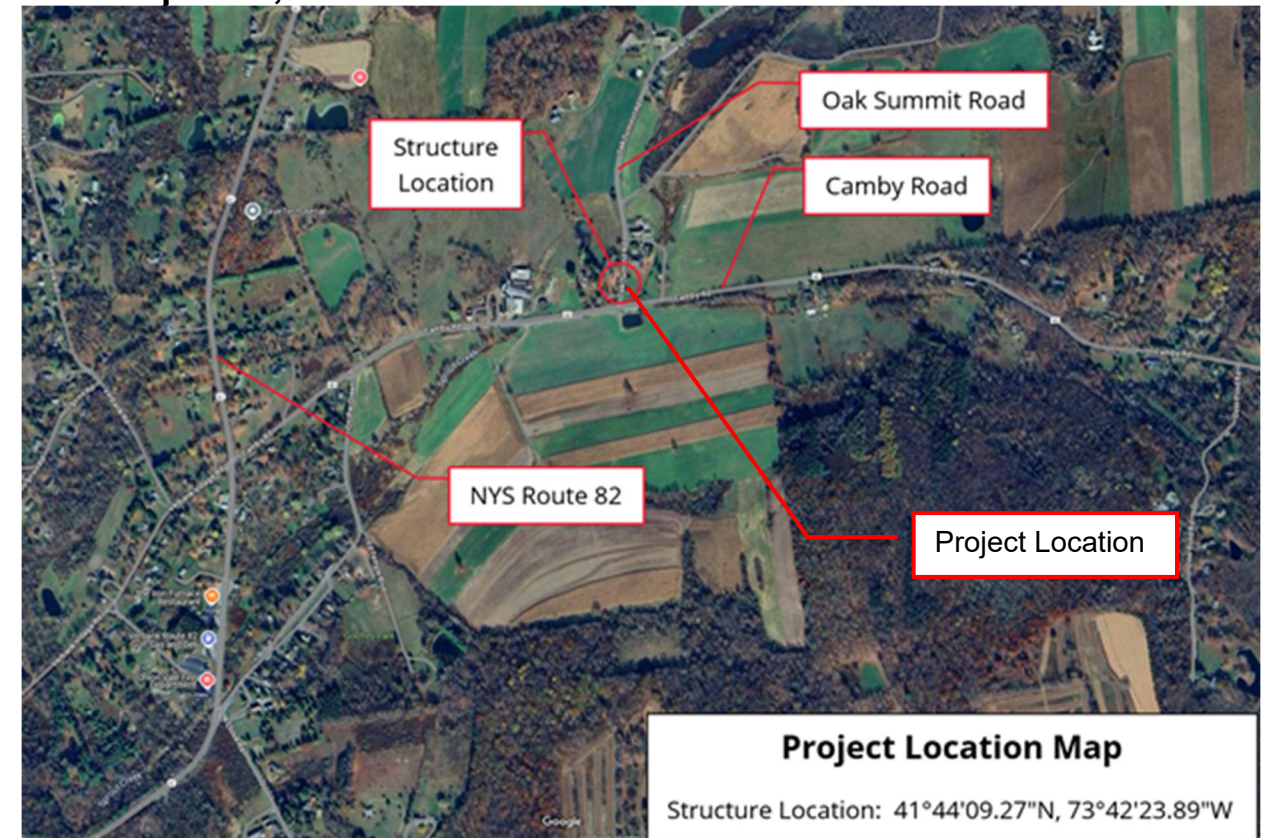 Oak Summit Road
Structure
Location
Camby Road
NYS Route 82
Project Location
Project Location Map
Structure Location:  41°44'09.27"N, 73°42'23.89"W
Google